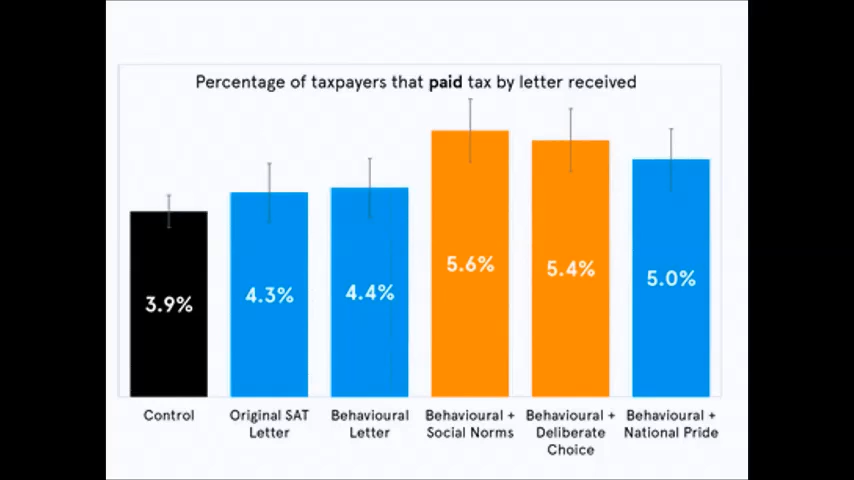 Percentage of taxpayers that paid tax by letter received
3.9%
4.3%
4.4%
5.6%
5.4%
5.0%
Control
Original SAT
Letter
Behavioural
Letter
Behavioural +
Social Norms
Behavioural +
Deliberate
Choice
Behavioural +
National Pride